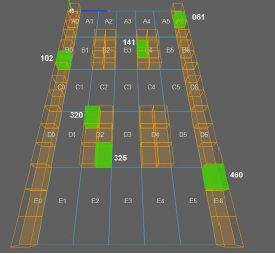 A0 A1 A2 A3 A4 A5 061
141
B0 B1 B2 B3 B5 B6
102
C0 C1 C2 C3 C4 C5 C6
320
D0 D1 D2 D3 D4 D5 D6
325
460
E0 E1 E2 E3 E4 E5 E6